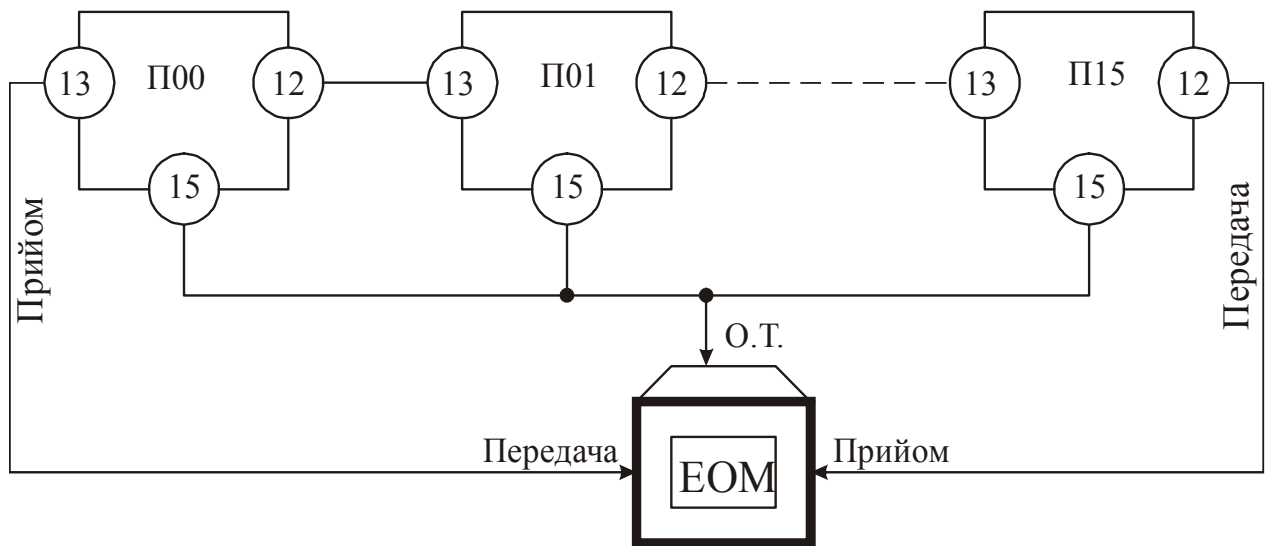 13 П00 12 13 П01 12 13 П15 12
15 15 15
Прийом
Передача
О.Т.
Передача
ЕОМ
Прийом